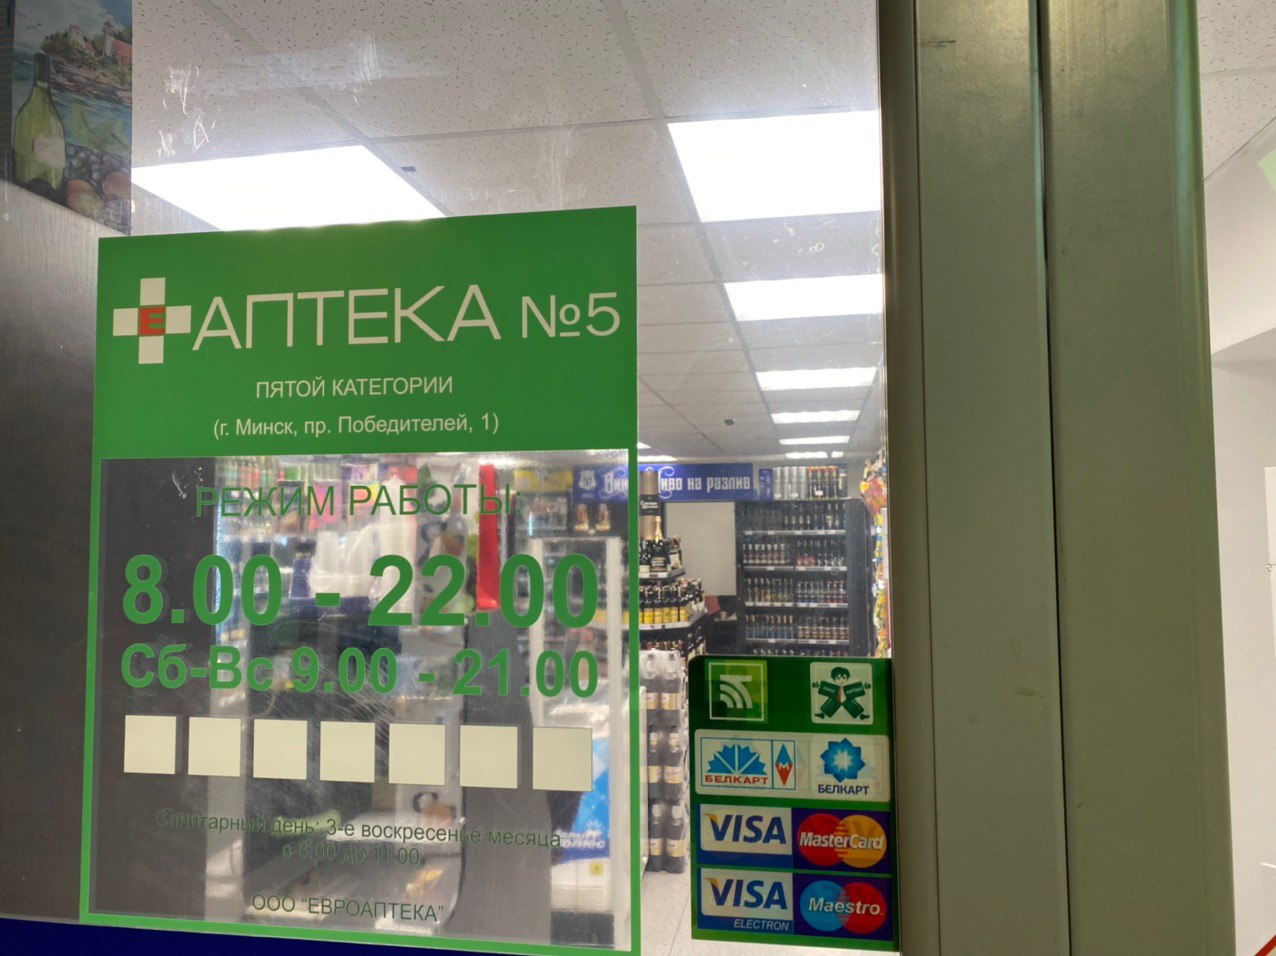 Е АПТЕКА №5
ПЯТОЙ КАТЕГОРИИ
(г. Минск, пр. Победителей, 1)
РЕЖИМ РАБОТЫ:
8.00 - 22.00
Сб-Вс 9.00 - 21.00
Санитарный день: 3-е воскресенье месяца
с 8.00 до 11.00.
ООО "ЕВРОАПТЕКА"
на разлив
БЕЛКАРТ М БЕЛКАРТ
VISA MasterCard
VISA ELECTRON Maestro